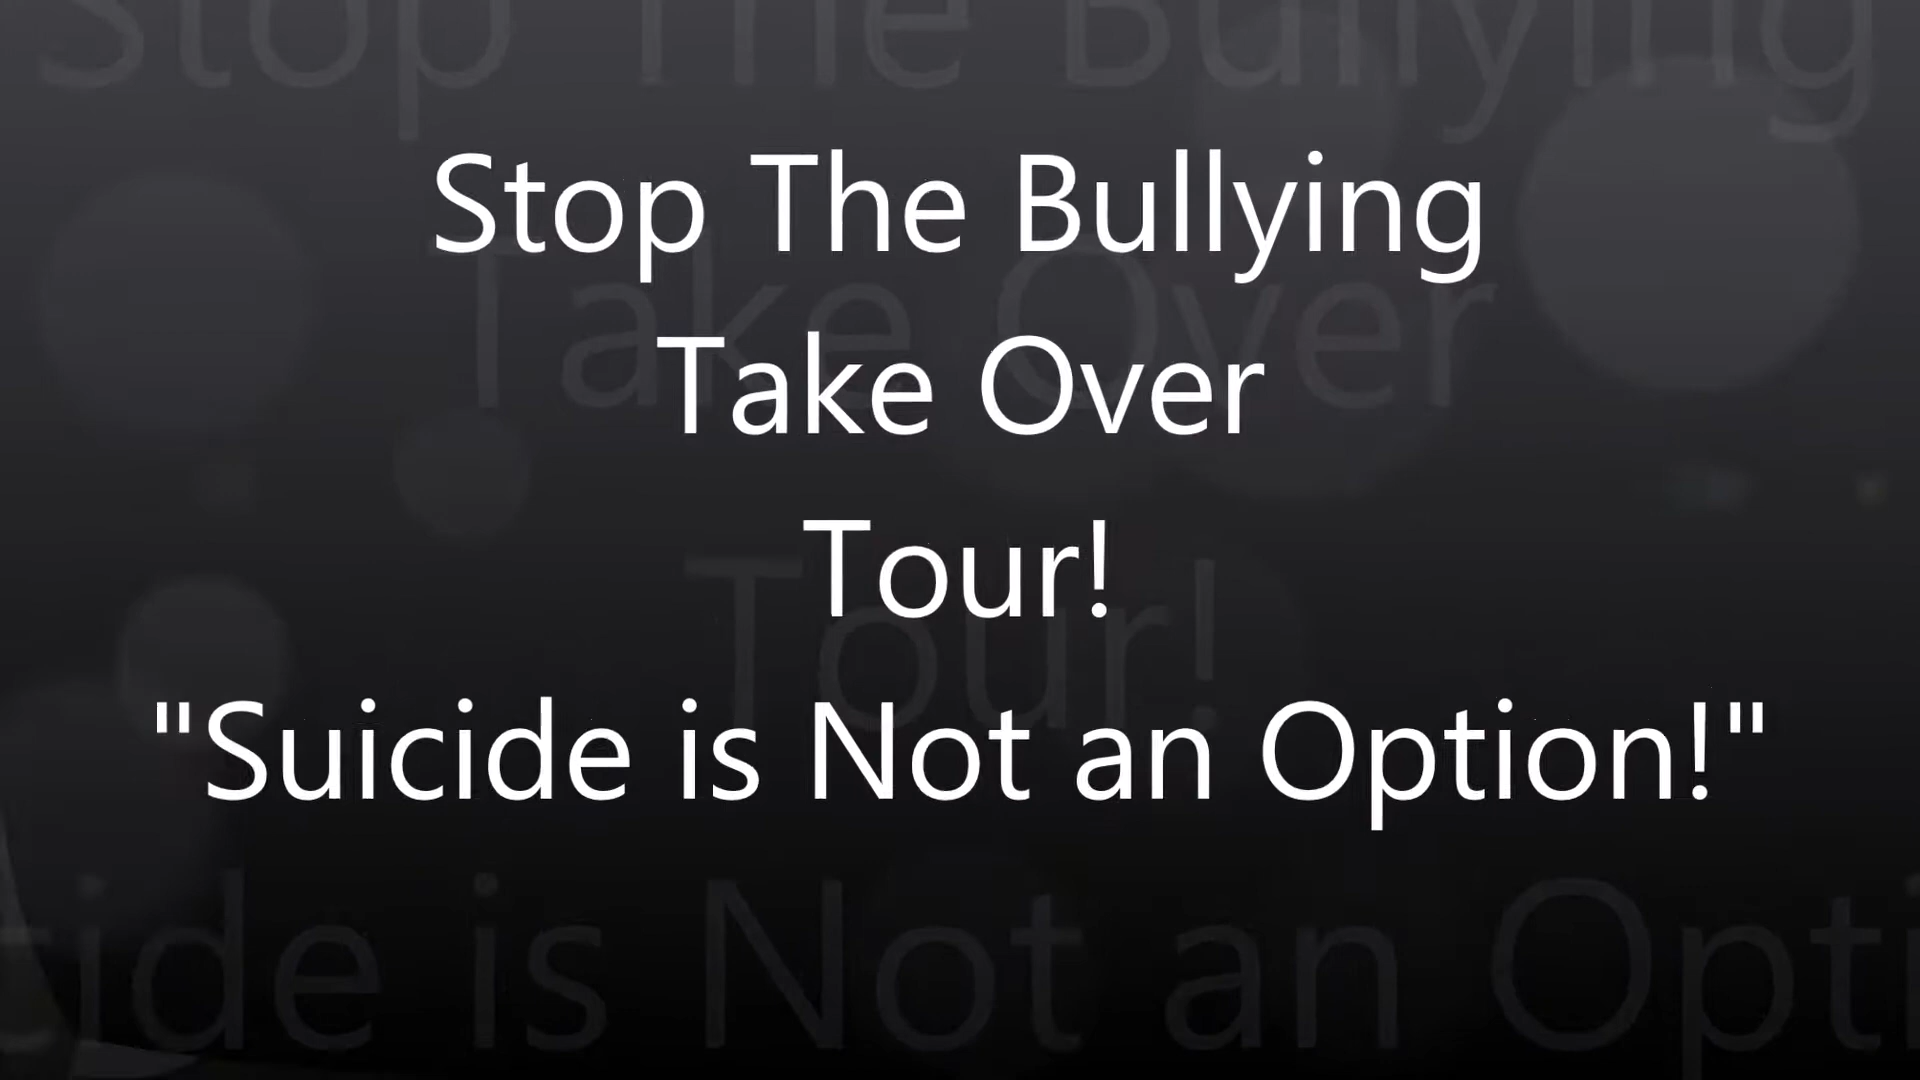 Stop The Bullying
Take Over
Tour!
"Suicide is Not an Option!"